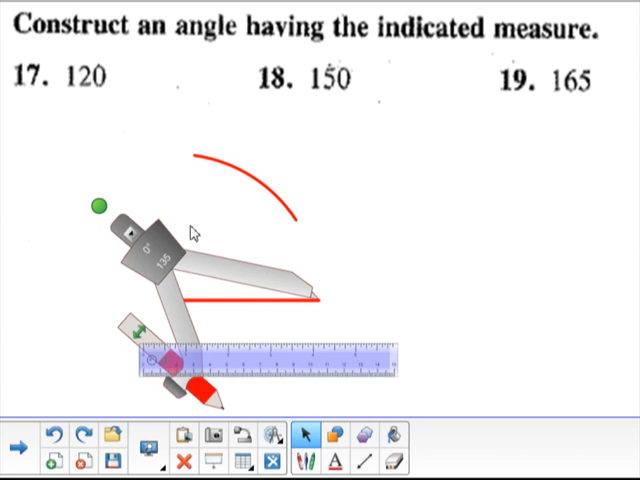 Construct an angle having the indicated measure.
17. 120 18. 150 19. 165
0°
135